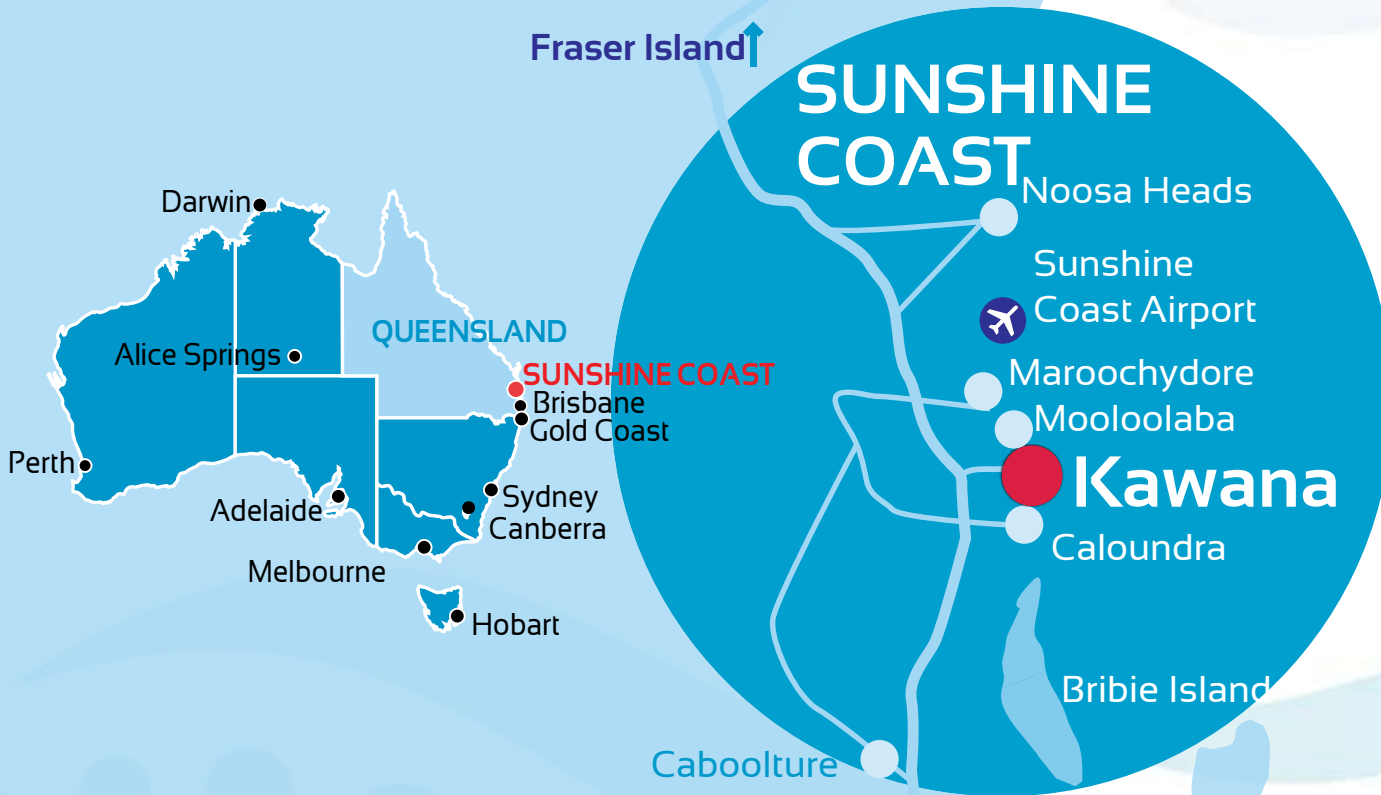 Fraser Island
SUNSHINE
COAST
Noosa Heads
Sunshine
Coast Airport
Maroochydore
Mooloolaba
Kawana
Caloundra
Bribie Island
Caboolture
Darwin
Alice Springs
QUEENSLAND
SUNSHINE COAST
Brisbane
Gold Coast
Perth
Adelaide
Sydney
Canberra
Melbourne
Hobart